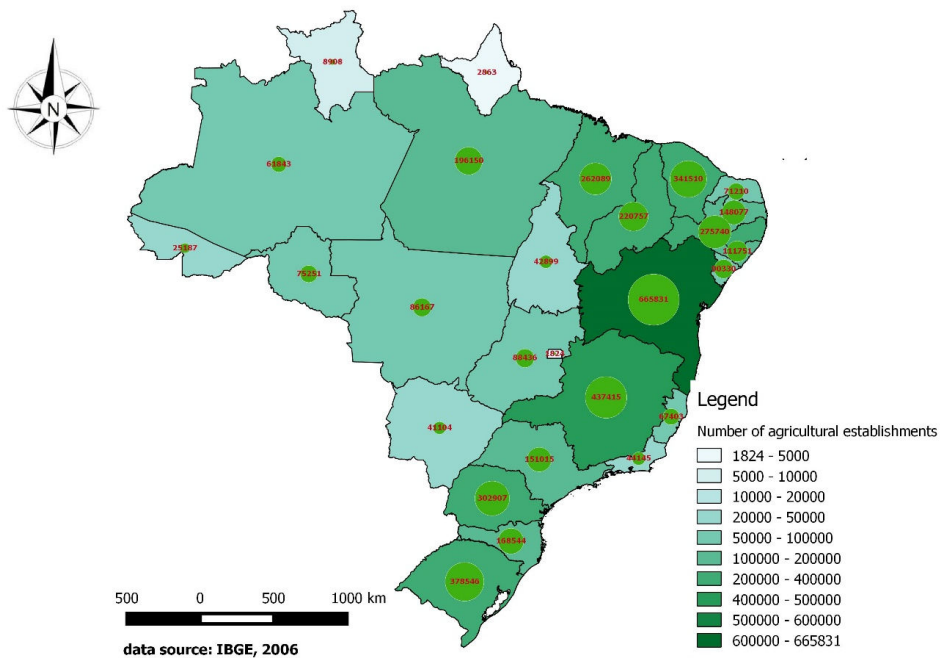 8908
2863
N
61843
196150
262089
341510
71210
220757
148077
275740
111751
25187
75251
42899
90330
86167
665831
88436
1824
437415
67403
41104
151015
44145
302907
168544
378546
Legend
Number of agricultural establishments
1824 - 5000
5000 - 10000
10000 - 20000
20000 - 50000
50000 - 100000
100000 - 200000
200000 - 400000
400000 - 500000
500000 - 600000
600000 - 665831
500 0 500 1000 km
data source: IBGE, 2006